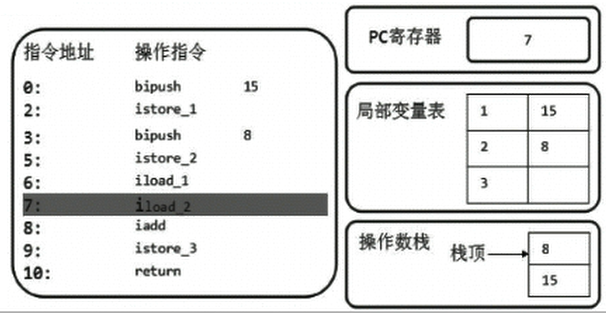 指令地址 操作指令
0: bipush 15
2: istore_1
3: bipush 8
5: istore_2
6: iload_1
7: iload_2
8: iadd
9: istore_3
10: return
PC寄存器 7
局部变量表
1 15
2 8
3
操作数栈 栈顶 8
15